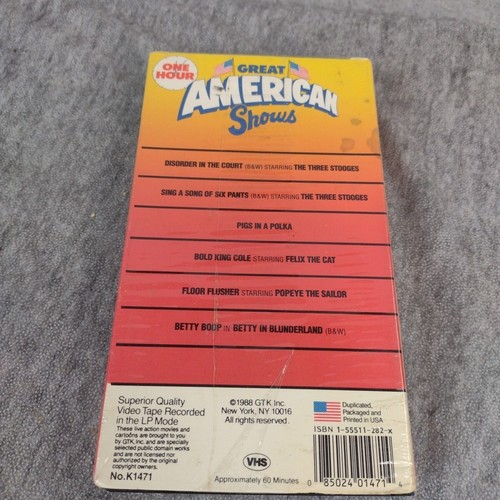 ONE
HOUR
GREAT
AMERICAN
Shows
DISORDER IN THE COURT (B&W) STARRING THE THREE STOOGES
SING A SONG OF SIX PANTS (B&W) STARRING THE THREE STOOGES
PIGS IN A POLKA
BOLD KING COLE STARRING FELIX THE CAT
FLOOR FLUSHER STARRING POPEYE THE SAILOR
BETTY BOOP IN BETTY IN BLUNDERLAND (B&W)
Superior Quality
Video Tape Recorded
in the LP Mode
These live action movies and
cartoons are brought to you
by GTK, Inc. and are specially
selected public domain works
and are not licensed nor
authorized by the original
copyright owners.
No.K1471
©1988 GTK Inc.
New York, NY 10016
All rights reserved.
VHS
Approximately 60 Minutes
Duplicated,
Packaged and
Printed in USA
ISBN 1-55511-282-X
0 85024 01471 4